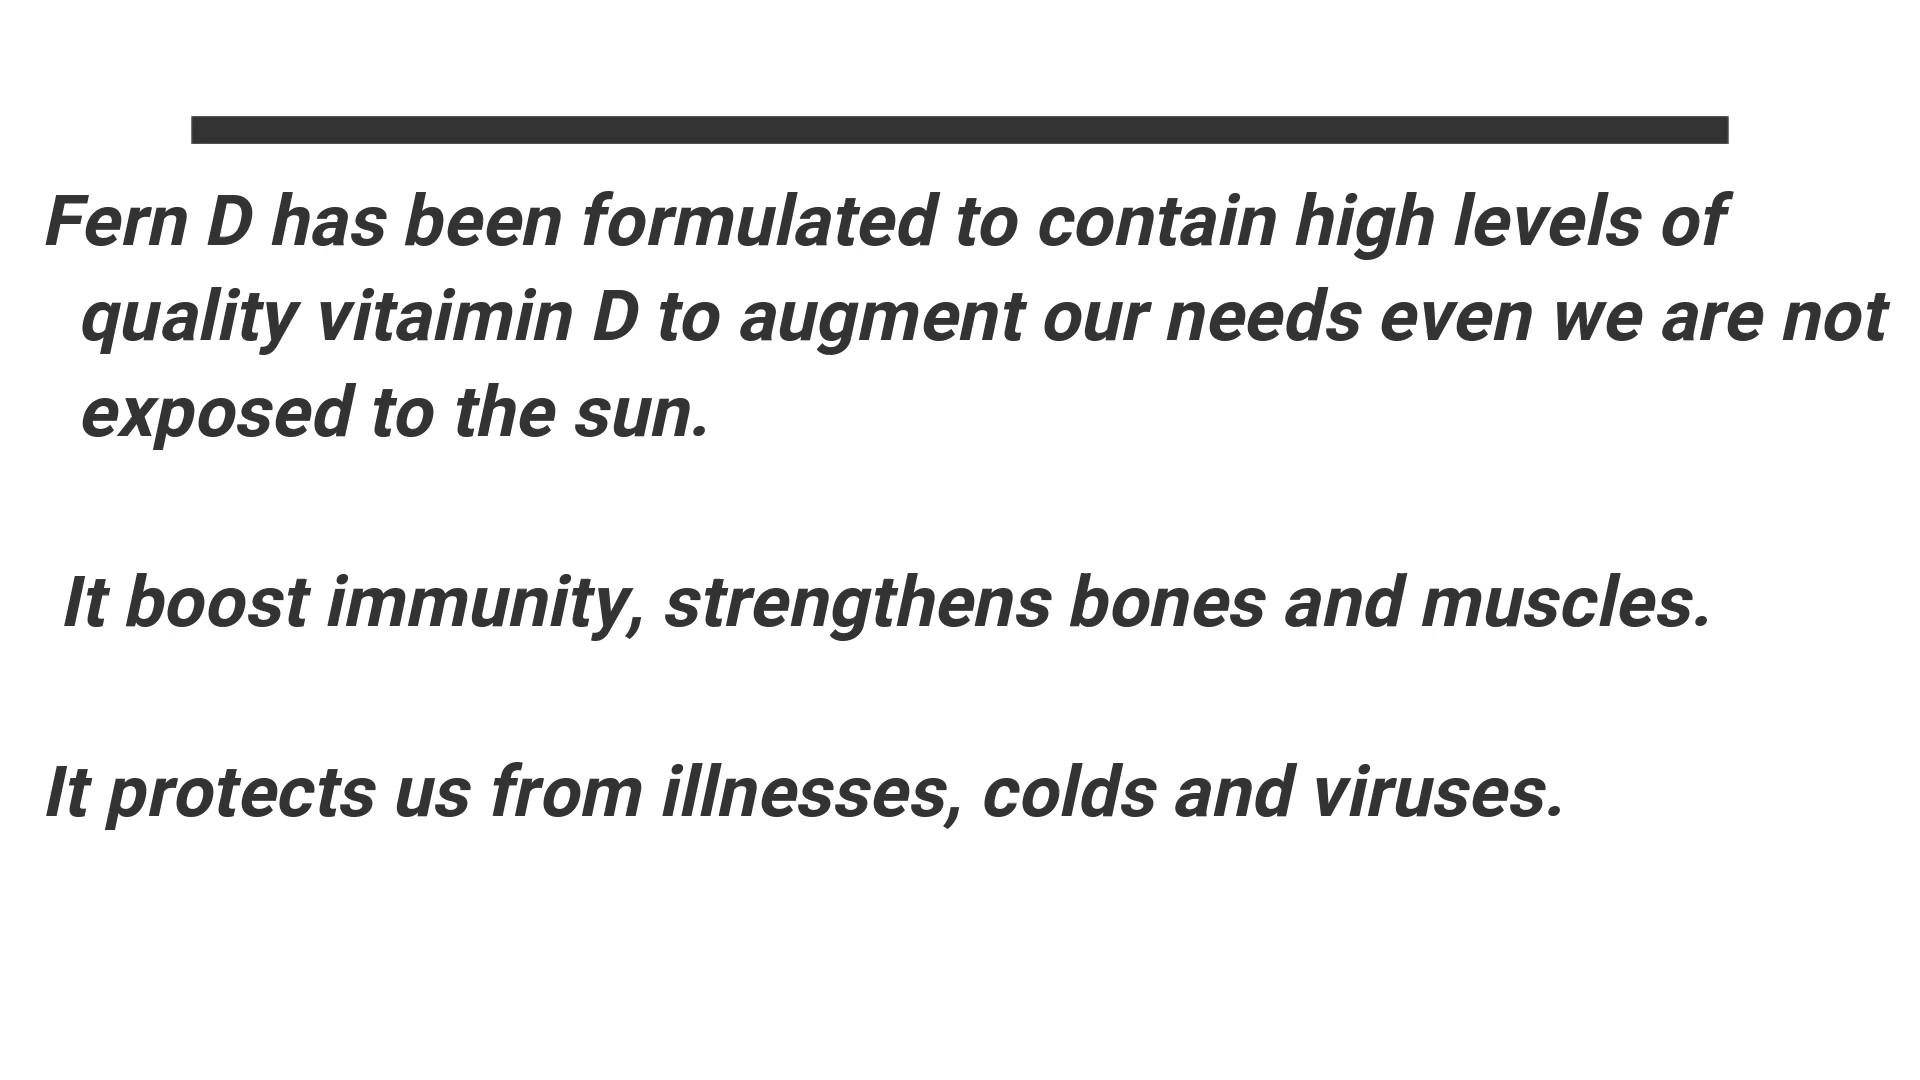 Fern D has been formulated to contain high levels of
quality vitaimin D to augment our needs even we are not
exposed to the sun.
It boost immunity, strengthens bones and muscles.
It protects us from illnesses, colds and viruses.